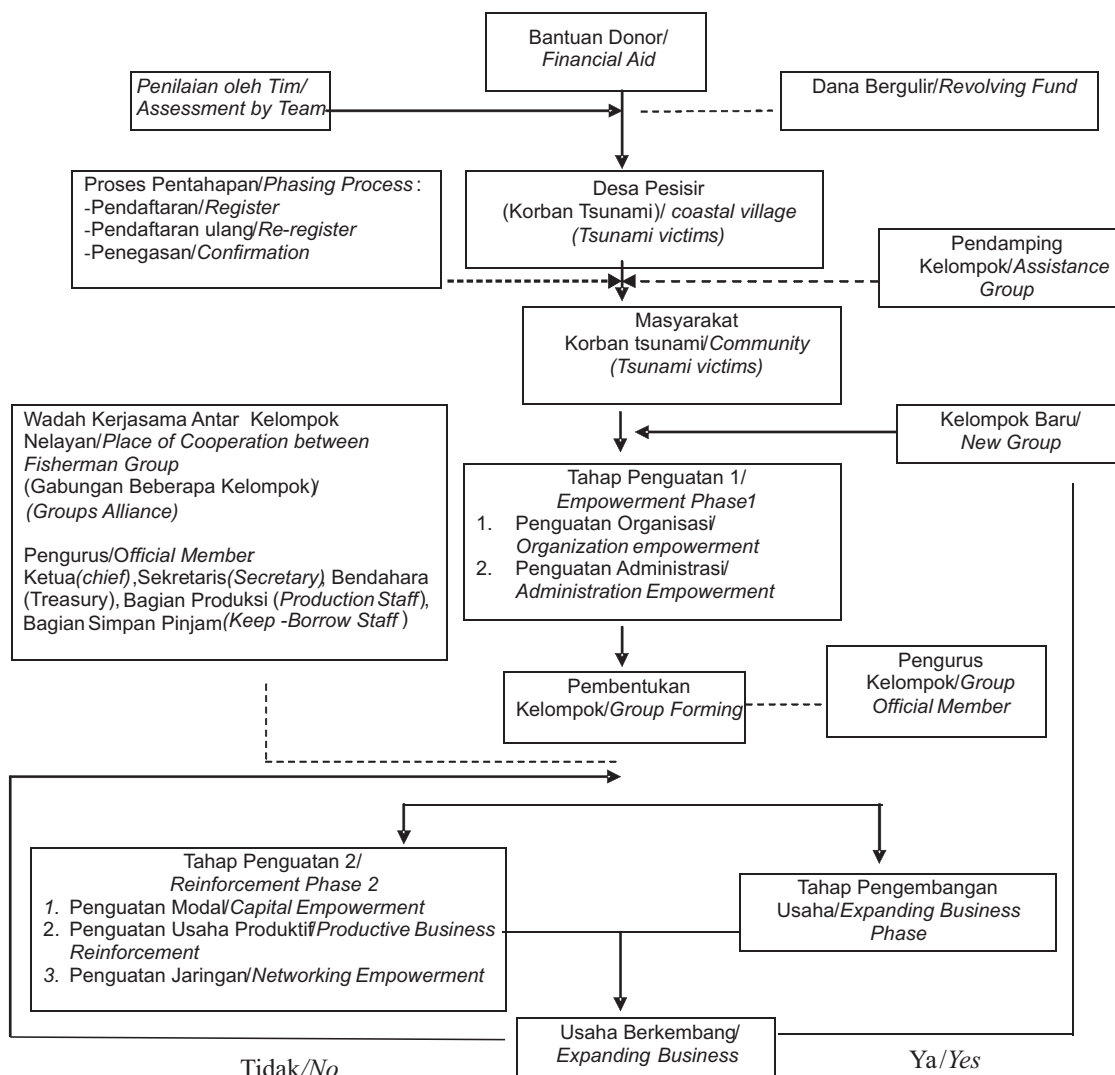 Bantuan Donor/
Financial Aid
Penilaian oleh Tim/
Assessment by Team
Dana Bergulir/Revolving Fund
Proses Pentahapan/Phasing Process :
-Pendaftaran/Register
-Pendaftaran ulang/Re-register
-Penegasan/Confirmation
Desa Pesisir
(Korban Tsunami)/ coastal village
(Tsunami victims)
Pendamping
Kelompok/Assistance
Group
Masyarakat
Korban tsunami/Community
(Tsunami victims)
Wadah Kerjasama Antar Kelompok
Nelayan/Place of Cooperation between
Fisherman Group
(Gabungan Beberapa Kelompok)/
(Groups Alliance)
Pengurus/Official Member
Ketua(chief),Sekretaris(Secretary), Bendahara
(Treasury), Bagian Produksi (Production Staff),
Bagian Simpan Pinjam(Keep -Borrow Staff )
Kelompok Baru/
New Group
Tahap Penguatan 1/
Empowerment Phase1
1. Penguatan Organisasi/
Organization empowerment
2. Penguatan Administrasi/
Administration Empowerment
Pembentukan
Kelompok/Group Forming
Pengurus
Kelompok/Group
Official Member
Tahap Penguatan 2/
Reinforcement Phase 2
1. Penguatan Modal/Capital Empowerment
2. Penguatan Usaha Produktif/Productive Business
Reinforcement
3. Penguatan Jaringan/Networking Empowerment
Tahap Pengembangan
Usaha/Expanding Business
Phase
Usaha Berkembang/
Expanding Business
Tidak/No
Ya/Yes